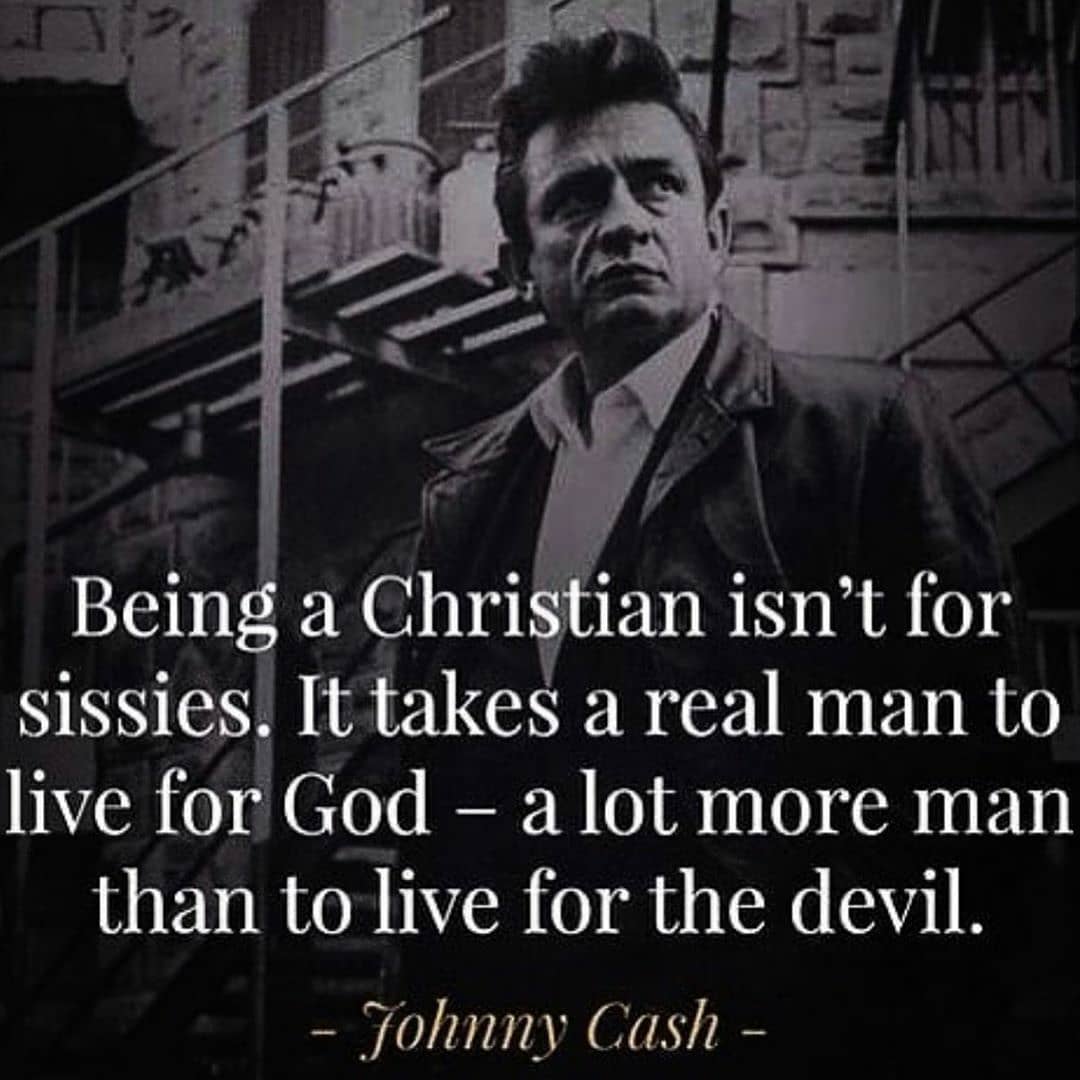 Being a Christian isn’t for
sissies. It takes a real man to
live for God – a lot more man
than to live for the devil.
- Johnny Cash -